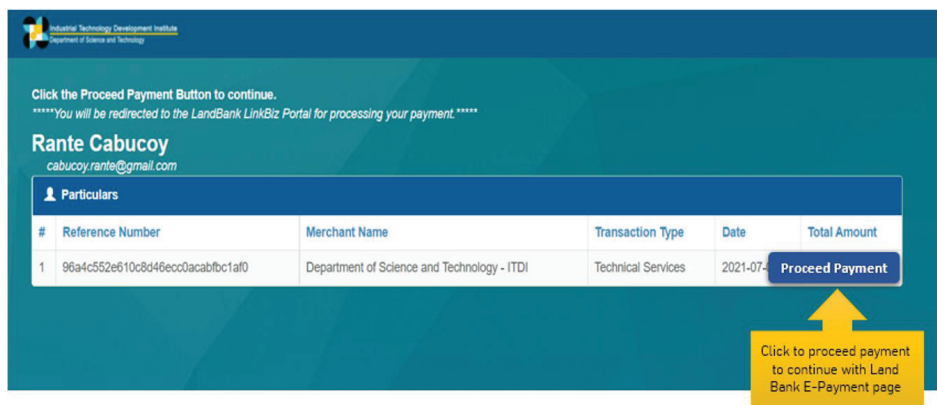 Industrial Technology Development Institute
Department of Science and Technology
Click the Proceed Payment Button to continue.
*****You will be redirected to the LandBank LinkBiz Portal for processing your payment.*****
Rante Cabucoy
cabucoy.rante@gmail.com
Particulars
# Reference Number Merchant Name Transaction Type Date Total Amount
1 96a4c552e610c8d46ecc0acabfbc1af0 Department of Science and Technology - ITDI Technical Services 2021-07- Proceed Payment
Click to proceed payment
to continue with Land
Bank E-Payment page